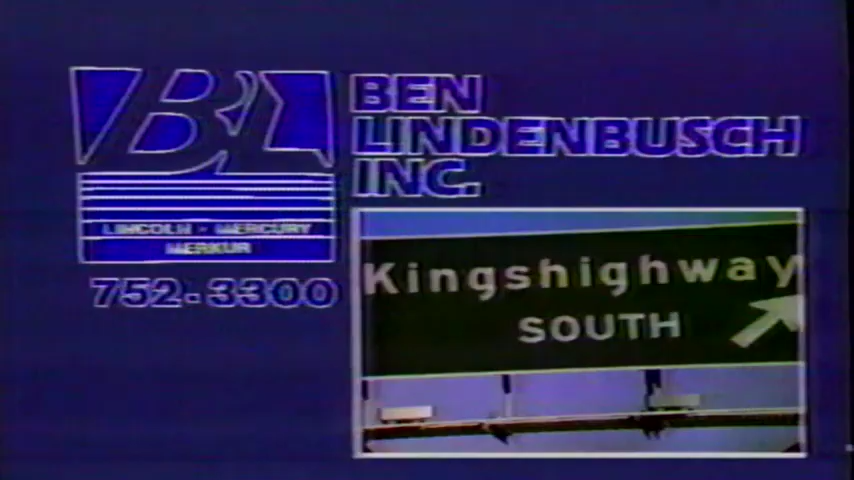 BL
BEN
LINDENBUSCH
INC.
LINCOLN - MERCURY
MERKUR
752-3300
Kingshighway
SOUTH